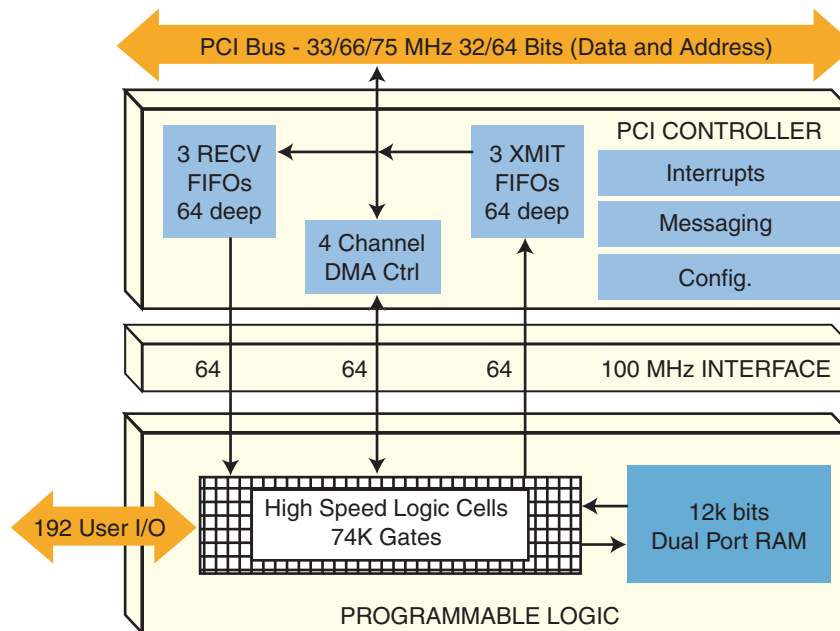 PCI Bus - 33/66/75 MHz 32/64 Bits (Data and Address)
PCI CONTROLLER
3 RECV
FIFOs
64 deep
3 XMIT
FIFOs
64 deep
4 Channel
DMA Ctrl
Interrupts
Messaging
Config.
64
64
64
100 MHz INTERFACE
192 User I/O
High Speed Logic Cells
74K Gates
12k bits
Dual Port RAM
PROGRAMMABLE LOGIC